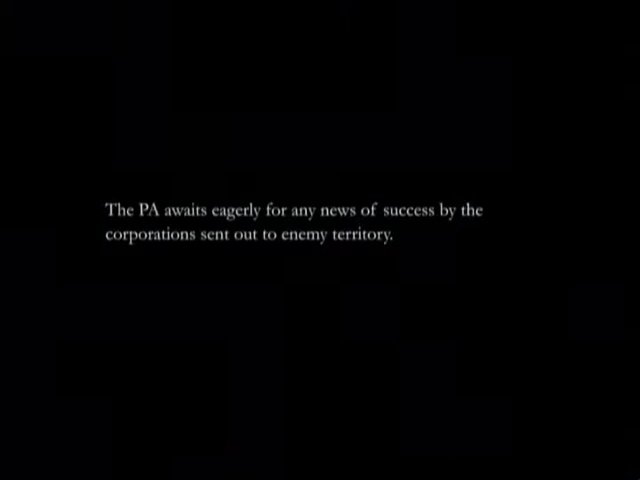 The PA awaits eagerly for any news of success by the
corporations sent out to enemy territory.